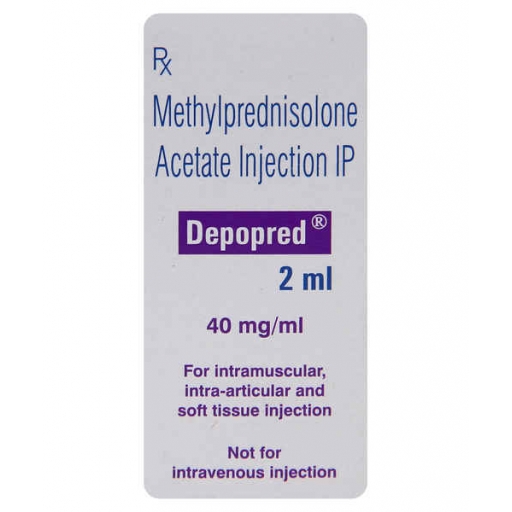 Rx
Methylprednisolone
Acetate Injection IP
Depopred®
2 ml
40 mg/ml
For intramuscular,
intra-articular and
soft tissue injection
Not for
intravenous injection